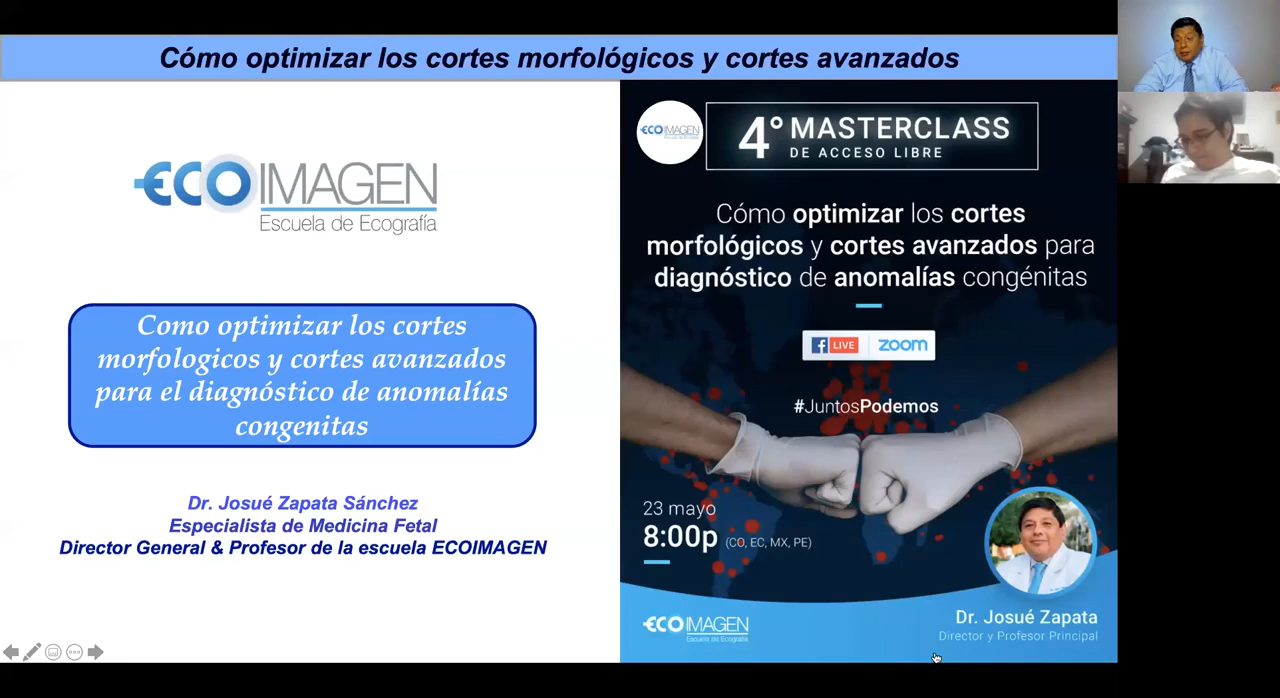 Cómo optimizar los cortes morfológicos y cortes avanzados
ECOIMAGEN
Escuela de Ecografía
Como optimizar los cortes
morfologicos y cortes avanzados
para el diagnóstico de anomalías
congenitas
Dr. Josué Zapata Sánchez
Especialista de Medicina Fetal
Director General & Profesor de la escuela ECOIMAGEN
ECOIMAGEN
Escuela de Ecografía
4° MASTERCLASS
DE ACCESO LIBRE
Cómo optimizar los cortes
morfológicos y cortes avanzados para
diagnóstico de anomalías congénitas
LIVE zoom
#JuntosPodemos
23 mayo
8:00p (CO, EC, MX, PE)
ECOIMAGEN
Escuela de Ecografía
Dr. Josué Zapata
Director y Profesor Principal